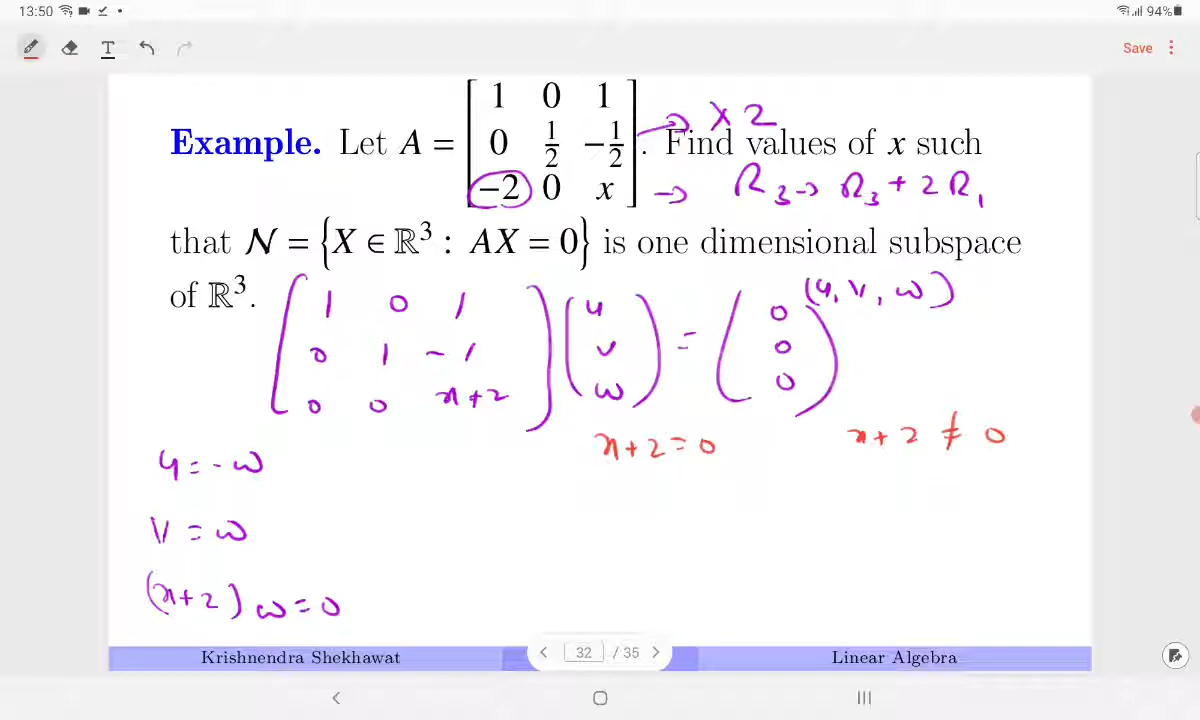 13:50 94%
Save
Example. Let A = [1 0 1; 0 1/2 −1/2; −2 0 x]. Find values of x such
→ × 2
→ R3 → R3 + 2R1
that N = {X ∈ ℝ³ : AX = 0} is one dimensional subspace
of ℝ³.
(u, v, w)
[1 0 1; 0 1 -1; 0 0 x+2] (u; v; w) = (0; 0; 0)
x+2=0 x+2 ≠ 0
u = -w
v = w
(x+2) w = 0
Krishnendra Shekhawat
32 / 35
Linear Algebra